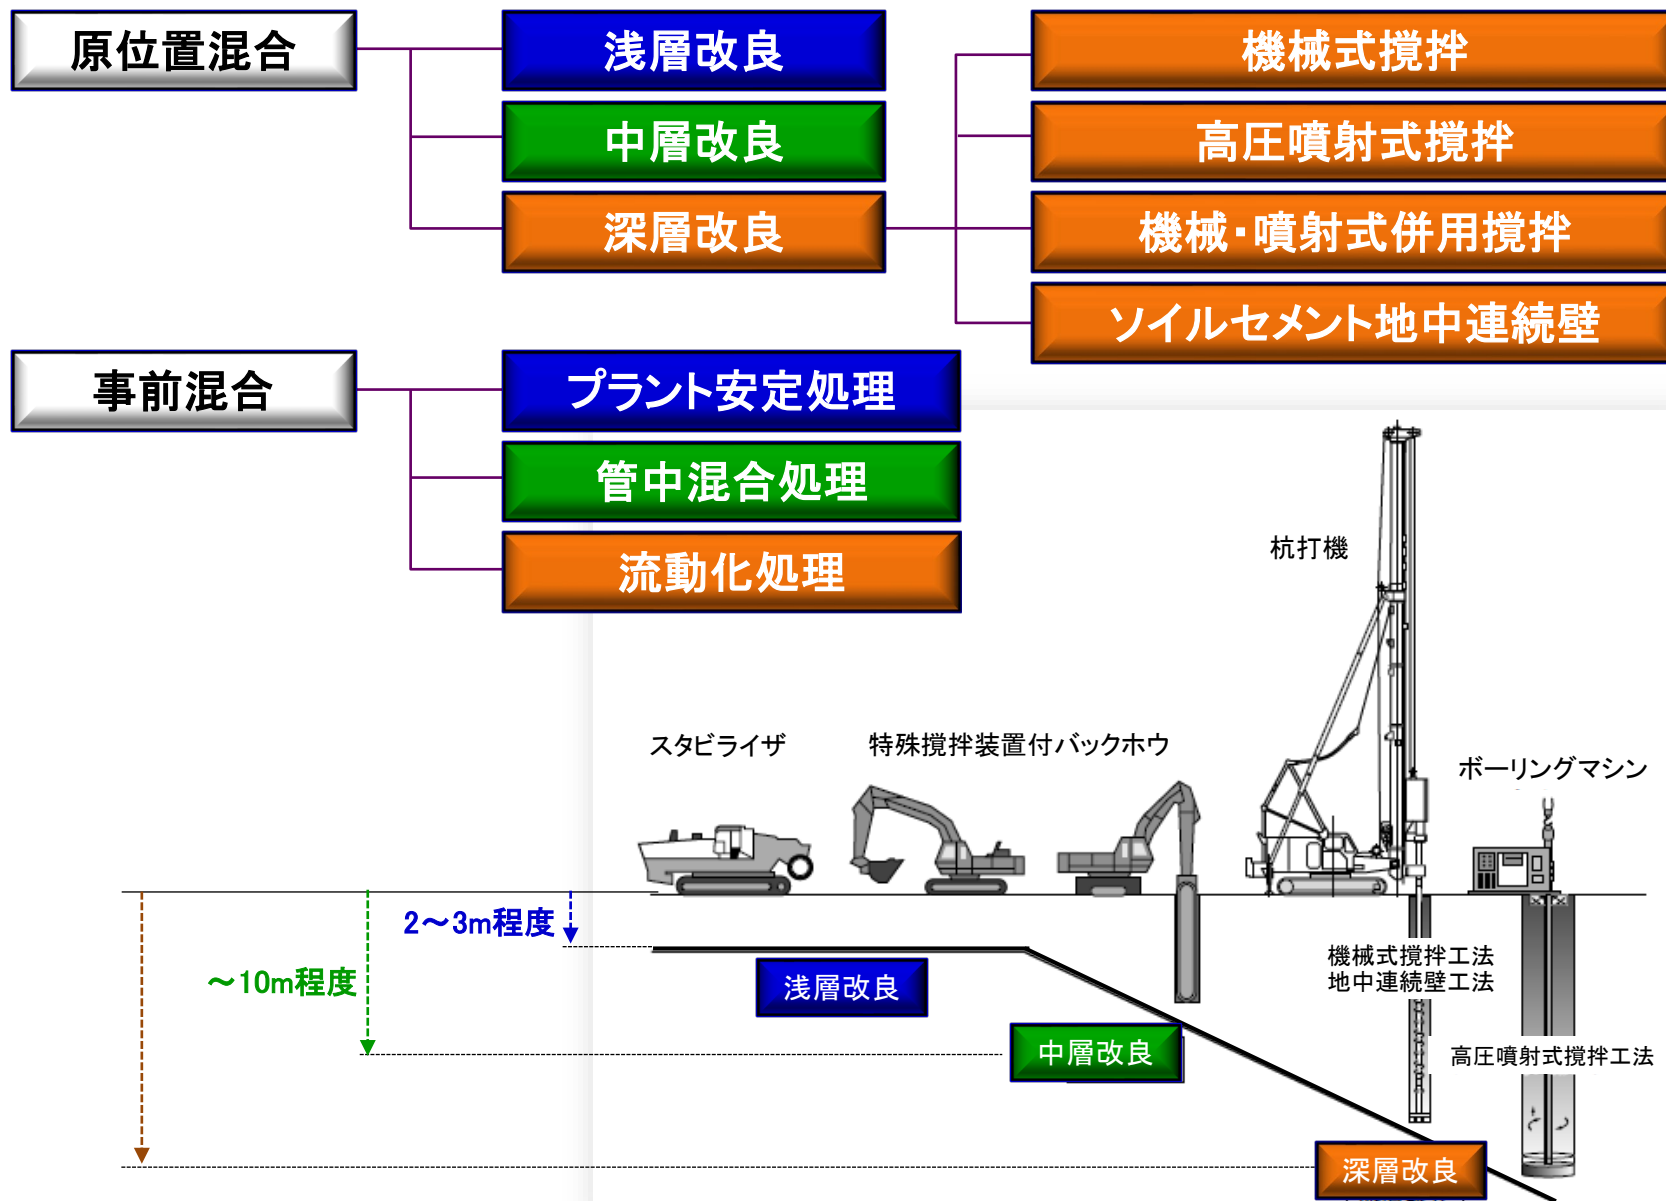 原位置混合
浅層改良
中層改良
深層改良
機械式撹拌
高圧噴射式撹拌
機械・噴射式併用撹拌
ソイルセメント地中連続壁
事前混合
プラント安定処理
管中混合処理
流動化処理
杭打機
スタビライザ
特殊撹拌装置付バックホウ
ボーリングマシン
2～3m程度
～10m程度
浅層改良
中層改良
深層改良
機械式撹拌工法
地中連続壁工法
高圧噴射式撹拌工法